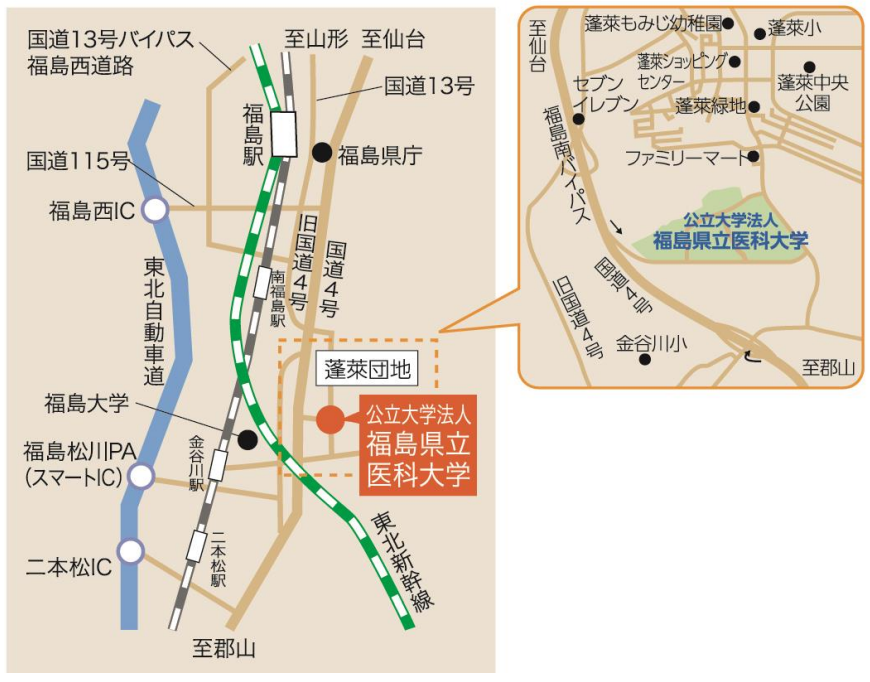 国道13号バイパス
福島西道路
至山形
至仙台
国道13号
福島駅
福島県庁
国道115号
福島西IC
旧国道4号
国道4号
南福島駅
東北自動車道
蓬萊団地
福島大学
公立大学法人
福島県立
医科大学
福島松川PA
(スマートIC)
金谷川駅
二本松IC
二本松駅
東北新幹線
至郡山
至仙台
蓬萊もみじ幼稚園
蓬萊小
蓬萊ショッピング
センター
蓬萊中央
公園
セブン
イレブン
蓬萊緑地
福島南バイパス
ファミリーマート
公立大学法人
福島県立医科大学
国道4号
旧国道4号
金谷川小
至郡山